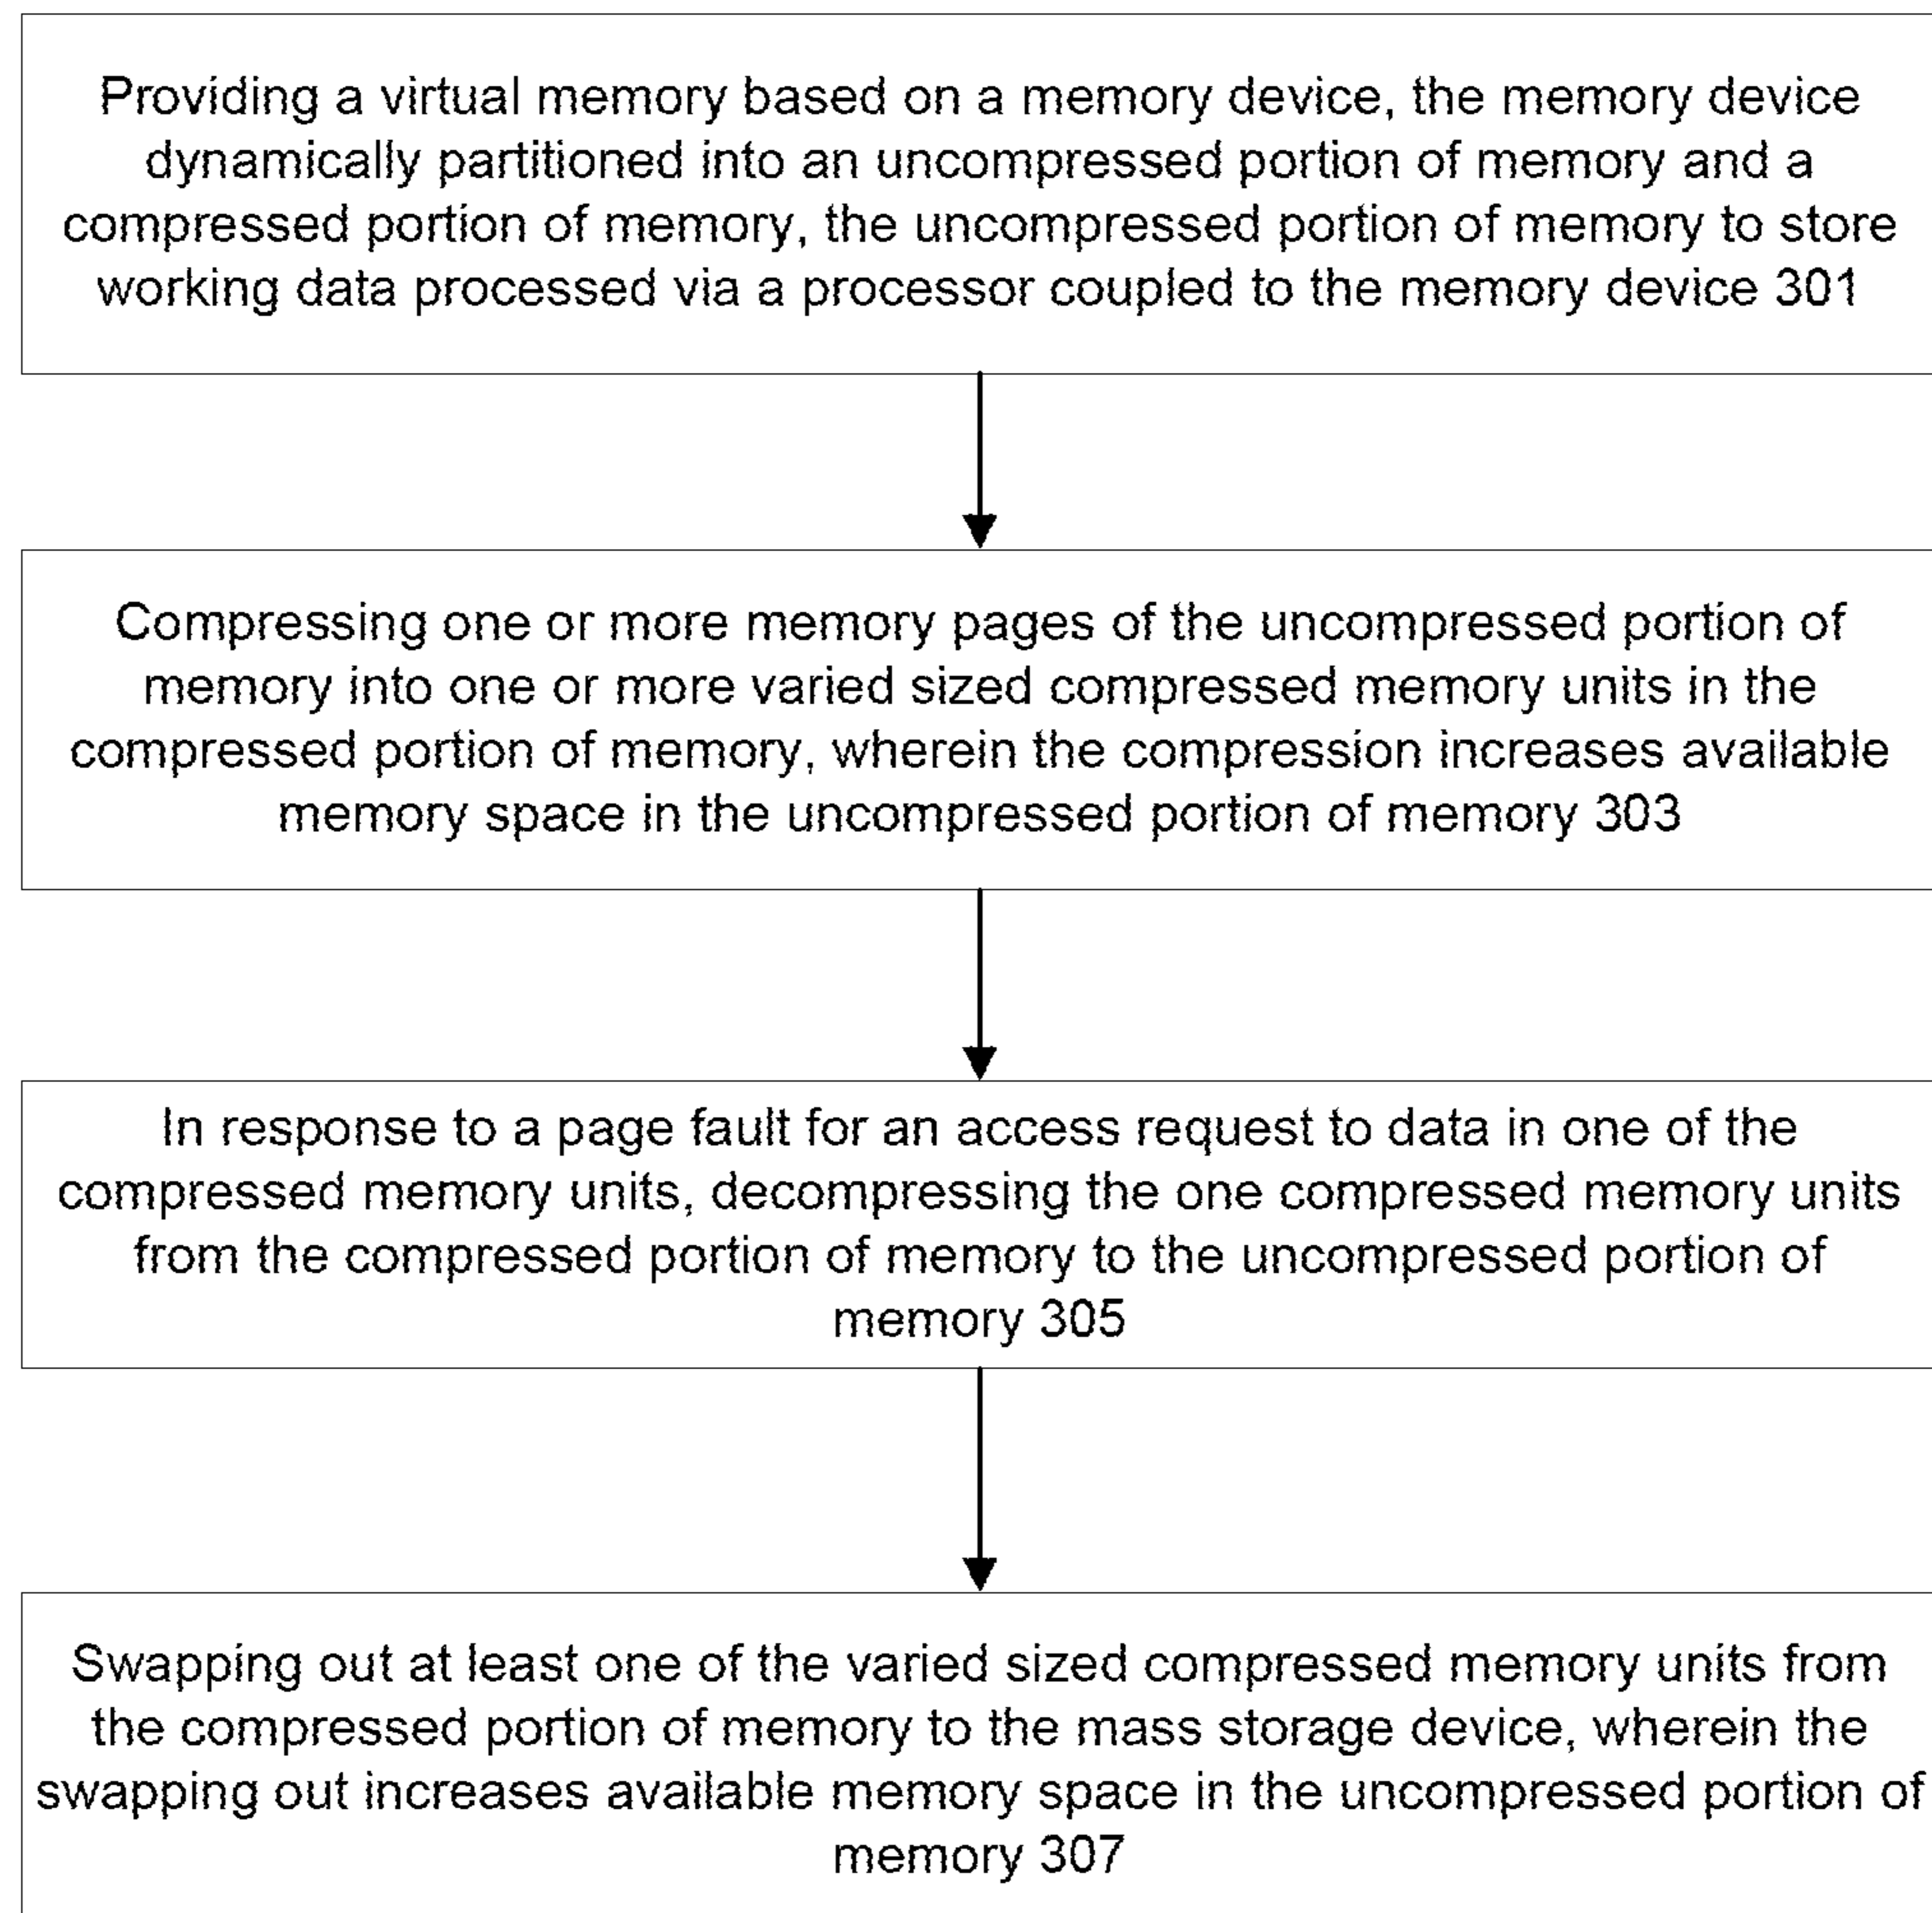 Providing a virtual memory based on a memory device, the memory device
dynamically partitioned into an uncompressed portion of memory and a
compressed portion of memory, the uncompressed portion of memory to store
working data processed via a processor coupled to the memory device 301
Compressing one or more memory pages of the uncompressed portion of
memory into one or more varied sized compressed memory units in the
compressed portion of memory, wherein the compression increases available
memory space in the uncompressed portion of memory 303
In response to a page fault for an access request to data in one of the
compressed memory units, decompressing the one compressed memory units
from the compressed portion of memory to the uncompressed portion of
memory 305
Swapping out at least one of the varied sized compressed memory units from
the compressed portion of memory to the mass storage device, wherein the
swapping out increases available memory space in the uncompressed portion of
memory 307